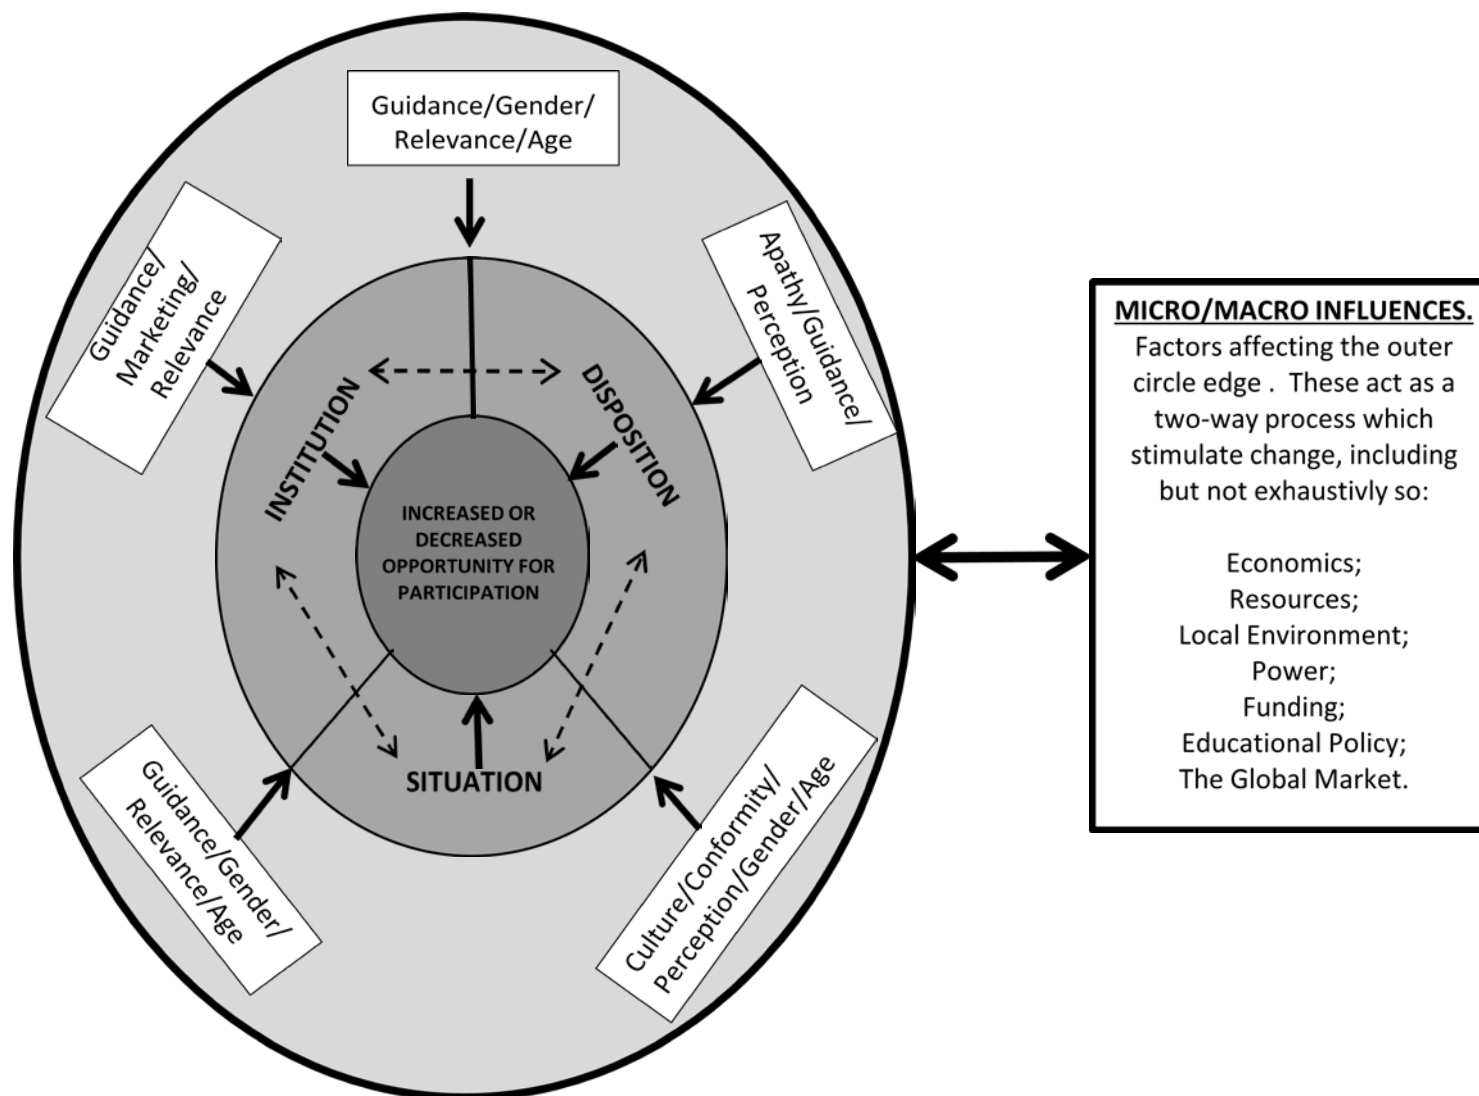 Guidance/Gender/
Relevance/Age
Guidance/
Marketing/
Relevance
Apathy/Guidance/
Perception
INSTITUTION
DISPOSITION
INCREASED OR
DECREASED
OPPORTUNITY FOR
PARTICIPATION
SITUATION
Guidance/Gender/
Relevance/Age
Culture/Conformity/
Perception/Gender/Age
MICRO/MACRO INFLUENCES.
Factors affecting the outer
circle edge . These act as a
two-way process which
stimulate change, including
but not exhaustivly so:
Economics;
Resources;
Local Environment;
Power;
Funding;
Educational Policy;
The Global Market.